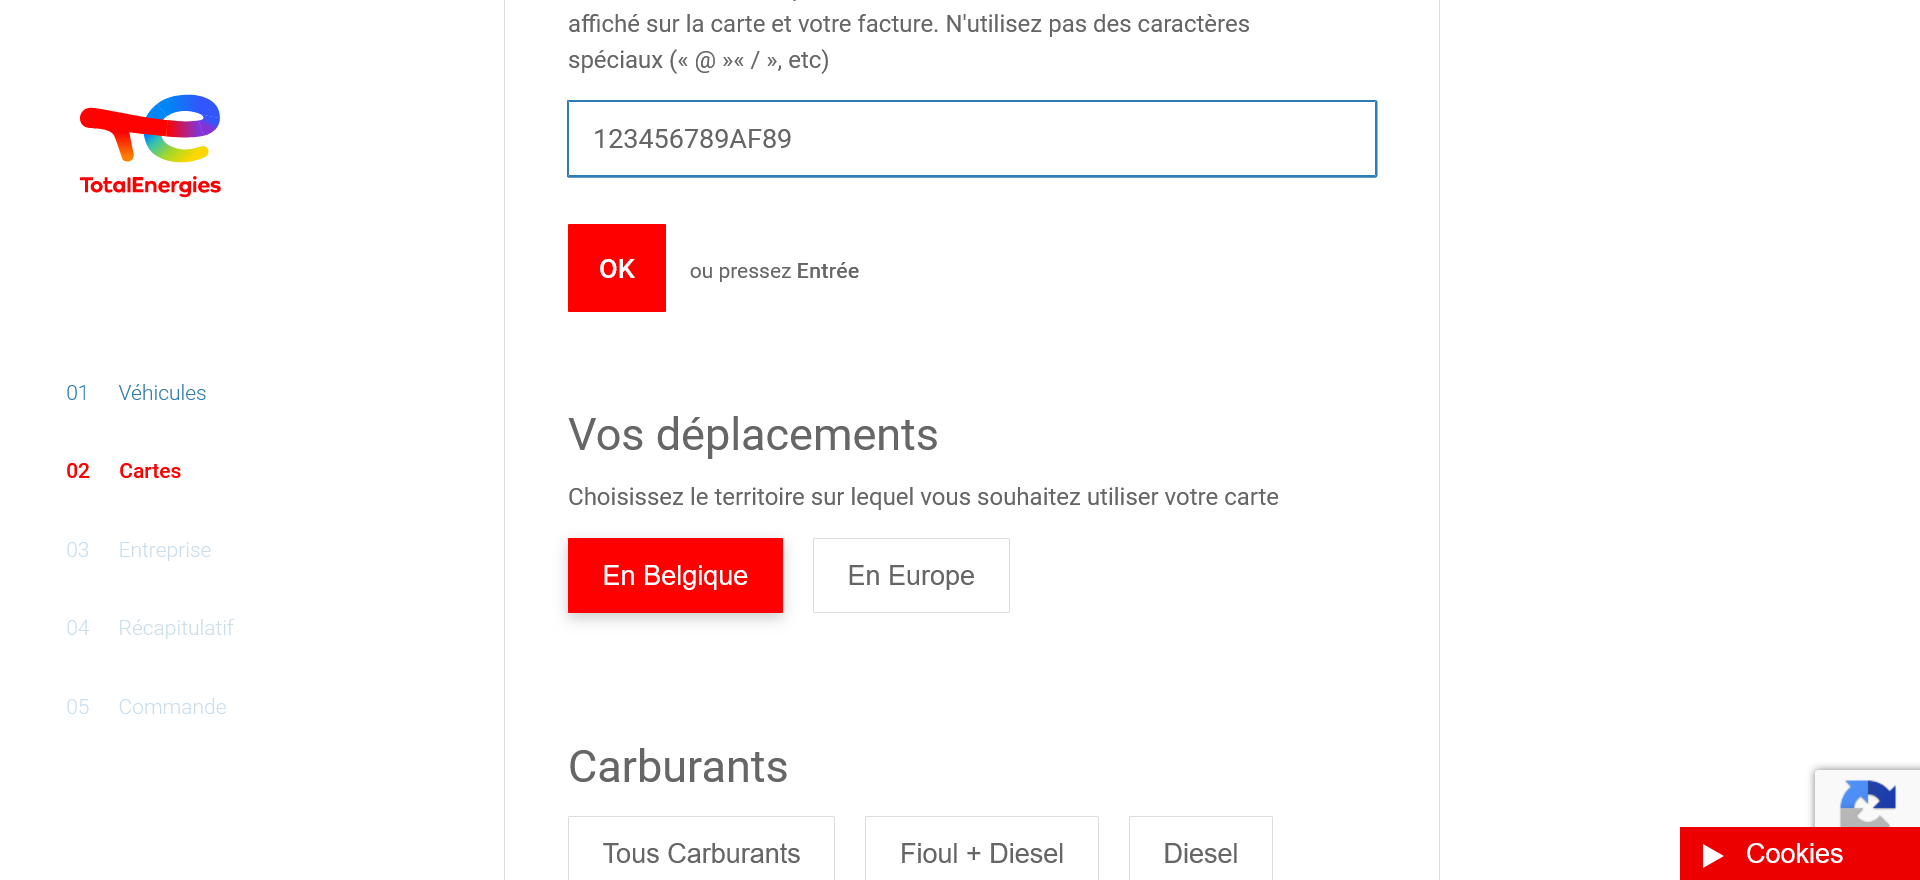 affiché sur la carte et votre facture. N'utilisez pas des caractères
spéciaux (« @ »« / », etc)
123456789AF89
TotalEnergies
OK
ou pressez Entrée
01 Véhicules
02 Cartes
03 Entreprise
04 Récapitulatif
05 Commande
Vos déplacements
Choisissez le territoire sur lequel vous souhaitez utiliser votre carte
En Belgique
En Europe
Carburants
Tous Carburants
Fioul + Diesel
Diesel
Cookies